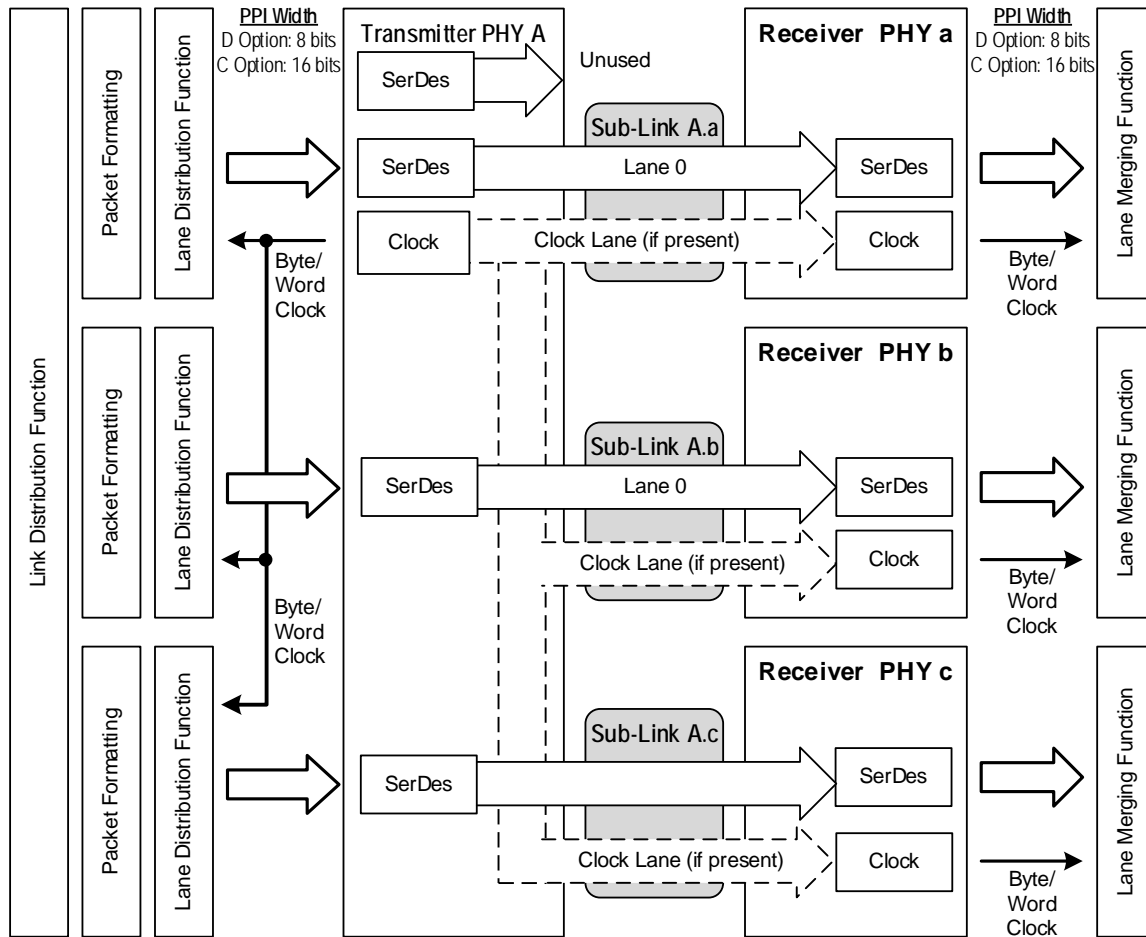 PPI Width
D Option: 8 bits
C Option: 16 bits
Transmitter PHY A
SerDes
Unused
Receiver PHY a
PPI Width
D Option: 8 bits
C Option: 16 bits
Link Distribution Function
Packet Formatting
Lane Distribution Function
SerDes
Sub-Link A.a
Lane 0
SerDes
Lane Merging Function
Clock
Clock Lane (if present)
Clock
Byte/
Word
Clock
Byte/
Word
Clock
Receiver PHY b
Packet Formatting
Lane Distribution Function
SerDes
Sub-Link A.b
Lane 0
SerDes
Lane Merging Function
Clock Lane (if present)
Clock
Byte/
Word
Clock
Byte/
Word
Clock
Receiver PHY c
Packet Formatting
Lane Distribution Function
SerDes
Sub-Link A.c
SerDes
Lane Merging Function
Clock Lane (if present)
Clock
Byte/
Word
Clock